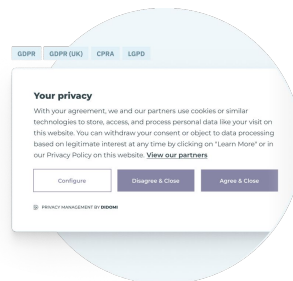 GDPR GDPR (UK) CPRA LGPD
Your privacy
With your agreement, we and our partners use cookies or similar
technologies to store, access, and process personal data like your visit on
this website. You can withdraw your consent or object to data processing
based on legitimate interest at any time by clicking on "Learn More" or in
our Privacy Policy on this website. View our partners
Configure Disagree & Close Agree & Close
PRIVACY MANAGEMENT BY DIDOMI